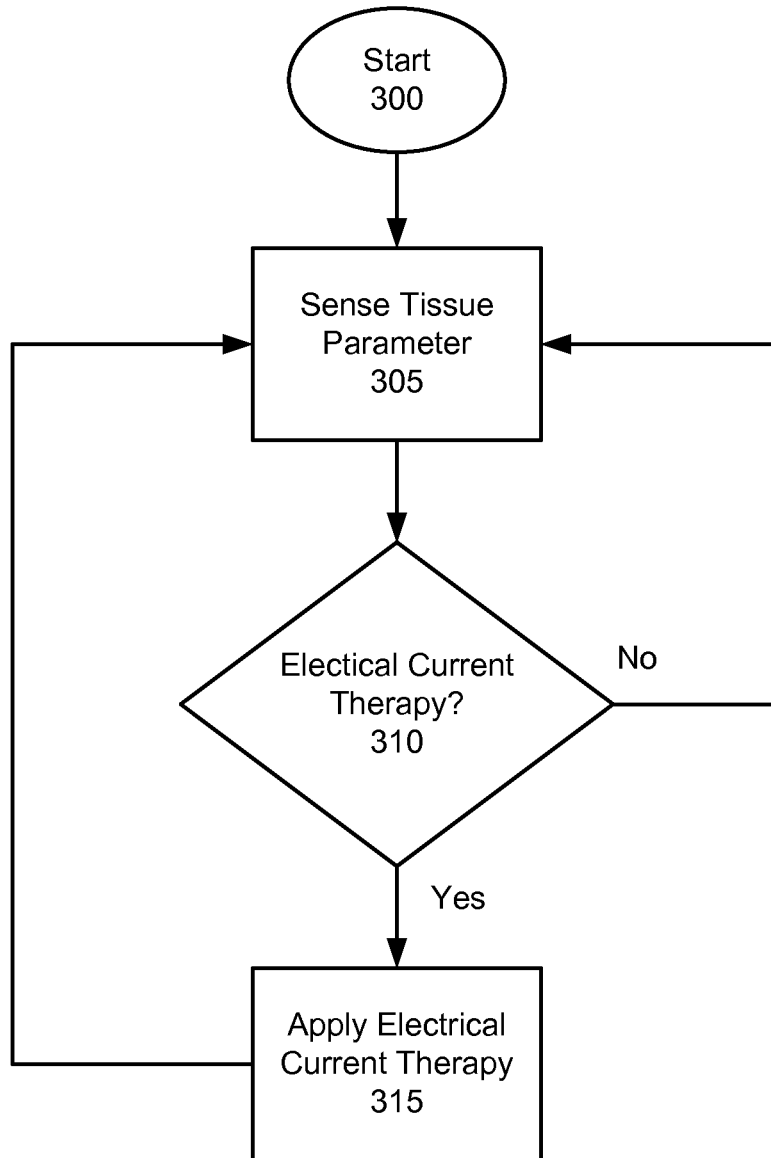 Start
300
Sense Tissue
Parameter
305
Electical Current
Therapy?
310
No
Yes
Apply Electrical
Current Therapy
315